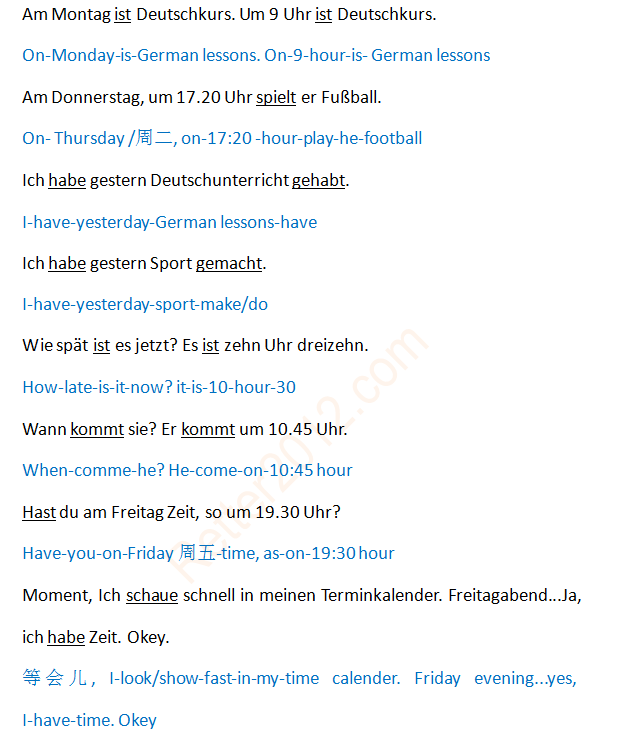 Am Montag ist Deutschkurs. Um 9 Uhr ist Deutschkurs.
On-Monday-is-German lessons. On-9-hour-is- German lessons
Am Donnerstag, um 17.20 Uhr spielt er Fußball.
On- Thursday /周二, on-17:20 -hour-play-he-football
Ich habe gestern Deutschunterricht gehabt.
I-have-yesterday-German lessons-have
Ich habe gestern Sport gemacht.
I-have-yesterday-sport-make/do
Wie spät ist es jetzt? Es ist zehn Uhr dreizehn.
How-late-is-it-now? it-is-10-hour-30
Wann kommt sie? Er kommt um 10.45 Uhr.
When-comme-he? He-come-on-10:45 hour
Hast du am Freitag Zeit, so um 19.30 Uhr?
Have-you-on-Friday 周五-time, as-on-19:30 hour
Moment, Ich schaue schnell in meinen Terminkalender. Freitagabend...Ja,
ich habe Zeit. Okey.
等会儿, I-look/show-fast-in-my-time calender. Friday evening...yes,
I-have-time. Okey
Retter2012.com